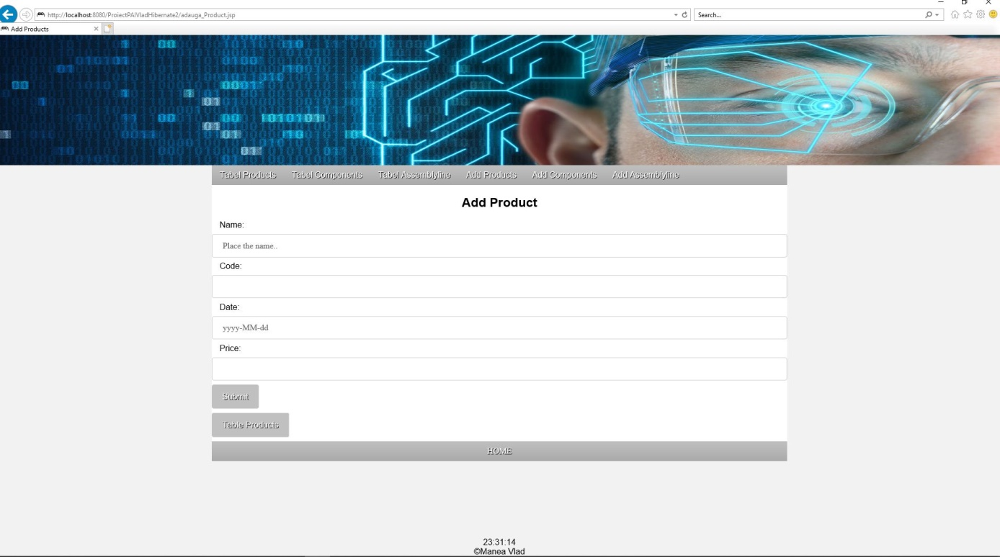 http://localhost:8080/ProiectPAIVladHibernate2/adauga_Product.jsp
Search...
Add Products
Tabel Products Tabel Components Tabel Assemblyline Add Products Add Components Add Assemblyline
Add Product
Name:
Place the name..
Code:
Date:
yyyy-MM-dd
Price:
Submit
Table Products
HOME
23:31:14
©Manea Vlad